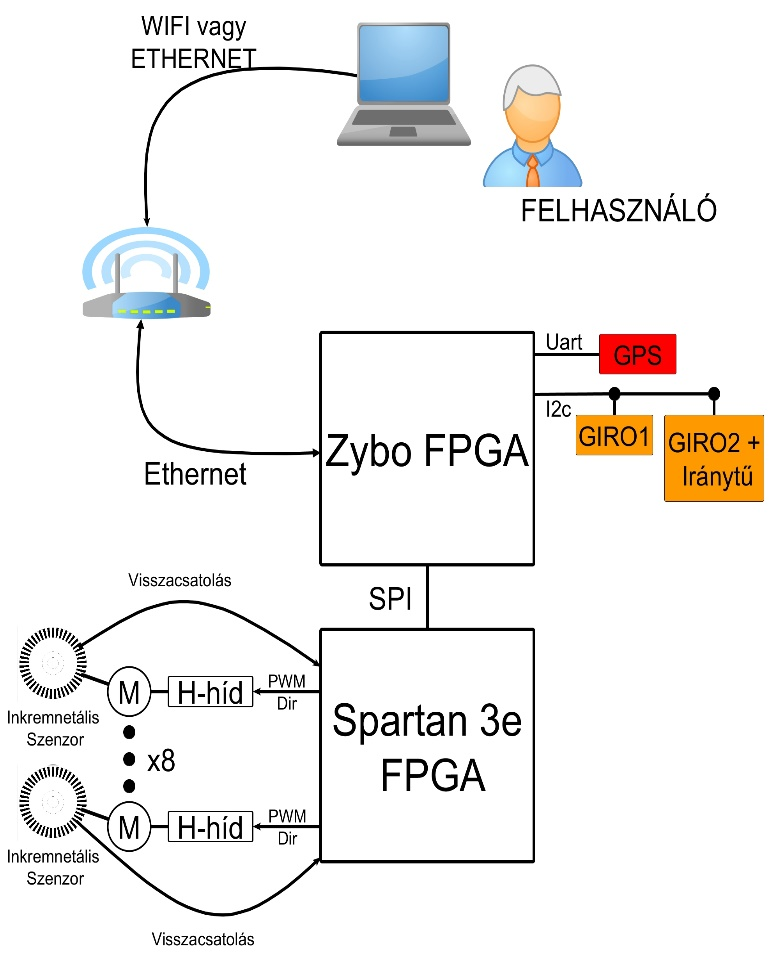 WIFI vagy
ETHERNET
FELHASZNÁLÓ
Uart
GPS
I2c
GIRO1
GIRO2 +
Iránytű
Zybo FPGA
Ethernet
SPI
Visszacsatolás
Inkremnetális
Szenzor
M
H-híd
PWM
Dir
Spartan 3e
FPGA
x8
M
H-híd
PWM
Dir
Inkremnetális
Szenzor
Visszacsatolás